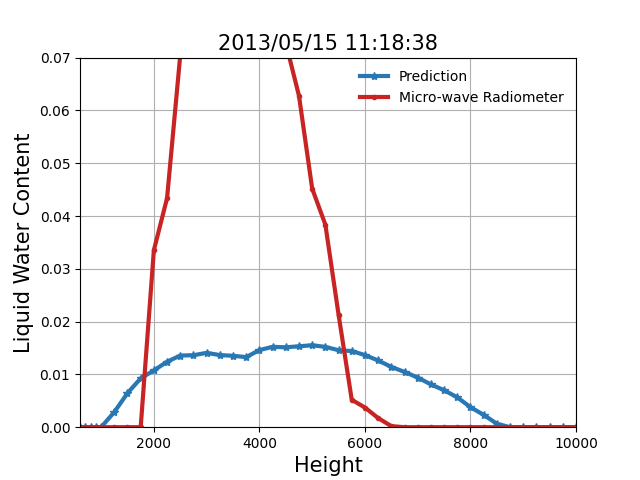 2013/05/15 11:18:38
Prediction
Micro-wave Radiometer
Liquid Water Content
0.07
0.06
0.05
0.04
0.03
0.02
0.01
0.00
2000 4000 6000 8000 10000
Height